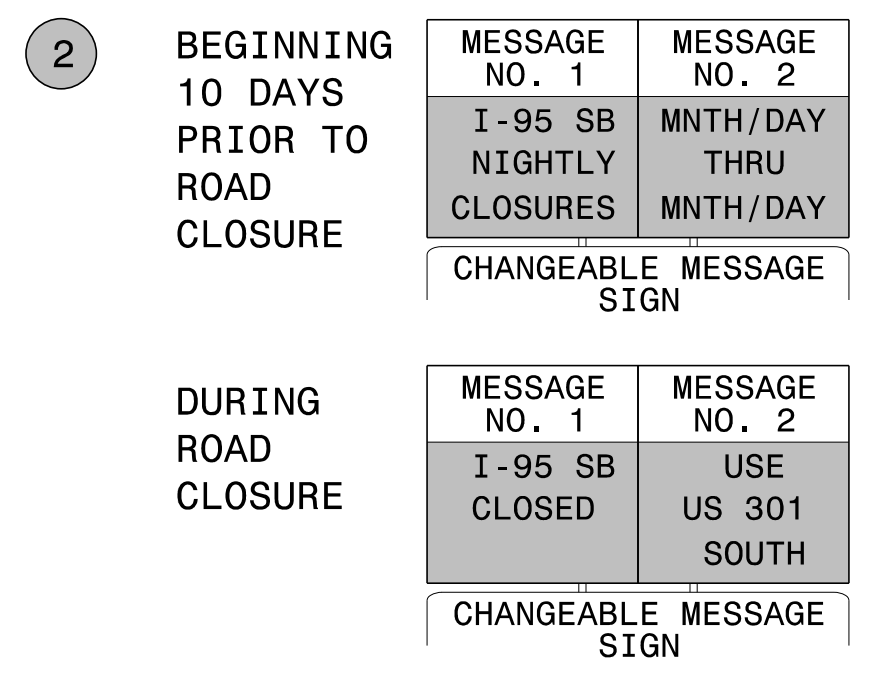 2
BEGINNING
10 DAYS
PRIOR TO
ROAD
CLOSURE
MESSAGE
NO. 1
MESSAGE
NO. 2
I-95 SB
NIGHTLY
CLOSURES
MNTH/DAY
THRU
MNTH/DAY
CHANGEABLE MESSAGE
SIGN
DURING
ROAD
CLOSURE
MESSAGE
NO. 1
MESSAGE
NO. 2
I-95 SB
CLOSED
USE
US 301
SOUTH
CHANGEABLE MESSAGE
SIGN